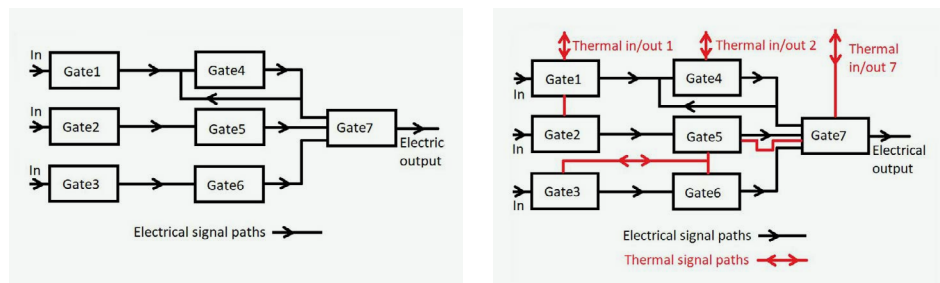 In
Gate1
Gate4
In
Gate2
Gate5
Gate7
Electric
output
In
Gate3
Gate6
Electrical signal paths
Thermal in/out 1
Thermal in/out 2
Thermal
in/out 7
Gate1
Gate4
In
Gate2
Gate5
Gate7
In
Electrical
output
Gate3
Gate6
In
Electrical signal paths
Thermal signal paths